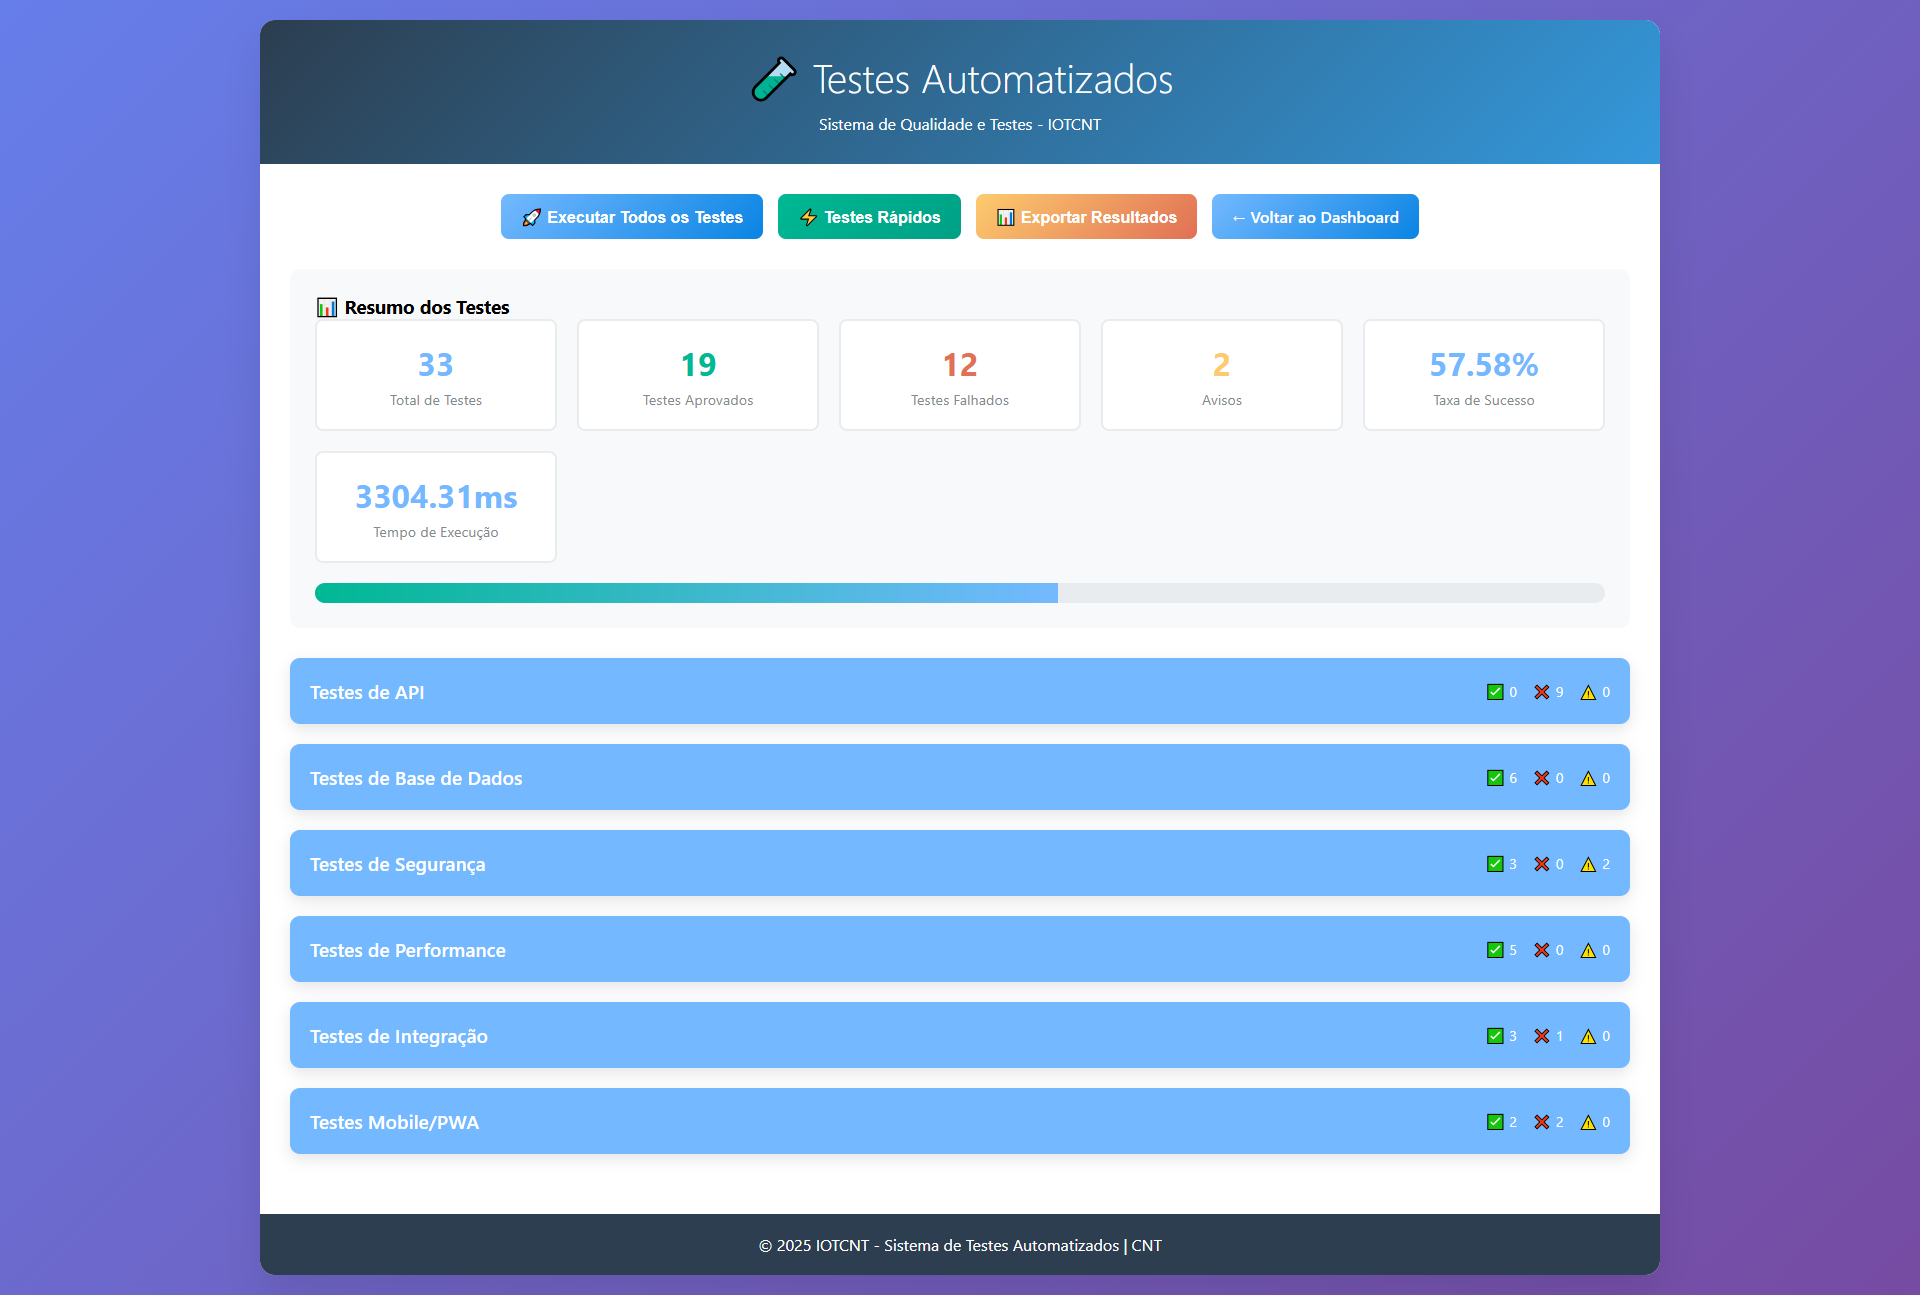 Testes Automatizados
Sistema de Qualidade e Testes - IOTCNT
Executar Todos os Testes
Testes Rápidos
Exportar Resultados
← Voltar ao Dashboard
Resumo dos Testes
33
Total de Testes
19
Testes Aprovados
12
Testes Falhados
2
Avisos
57.58%
Taxa de Sucesso
3304.31ms
Tempo de Execução
Testes de API ✅ 0 ❌ 9 ⚠ 0
Testes de Base de Dados ✅ 6 ❌ 0 ⚠ 0
Testes de Segurança ✅ 3 ❌ 0 ⚠ 2
Testes de Performance ✅ 5 ❌ 0 ⚠ 0
Testes de Integração ✅ 3 ❌ 1 ⚠ 0
Testes Mobile/PWA ✅ 2 ❌ 2 ⚠ 0
© 2025 IOTCNT - Sistema de Testes Automatizados | CNT